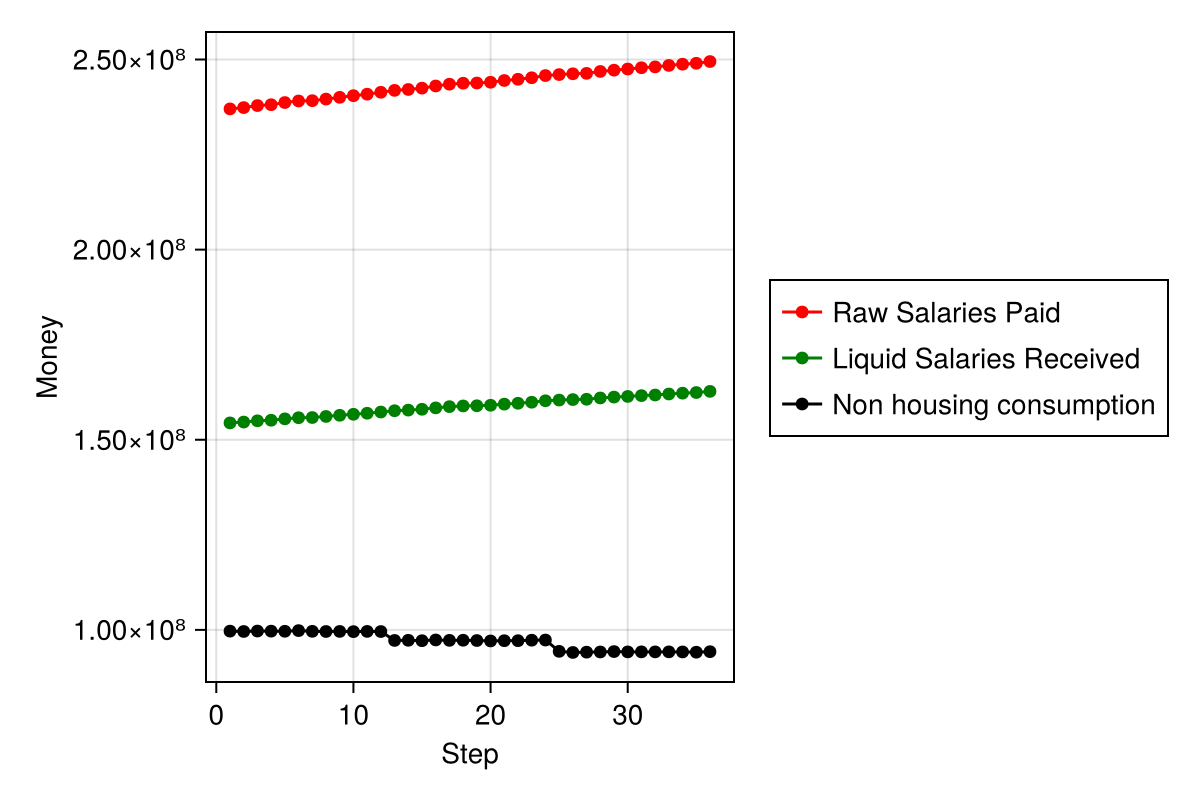 2.50×10⁸
2.00×10⁸
1.50×10⁸
1.00×10⁸
Money
0 10 20 30
Step
Raw Salaries Paid
Liquid Salaries Received
Non housing consumption